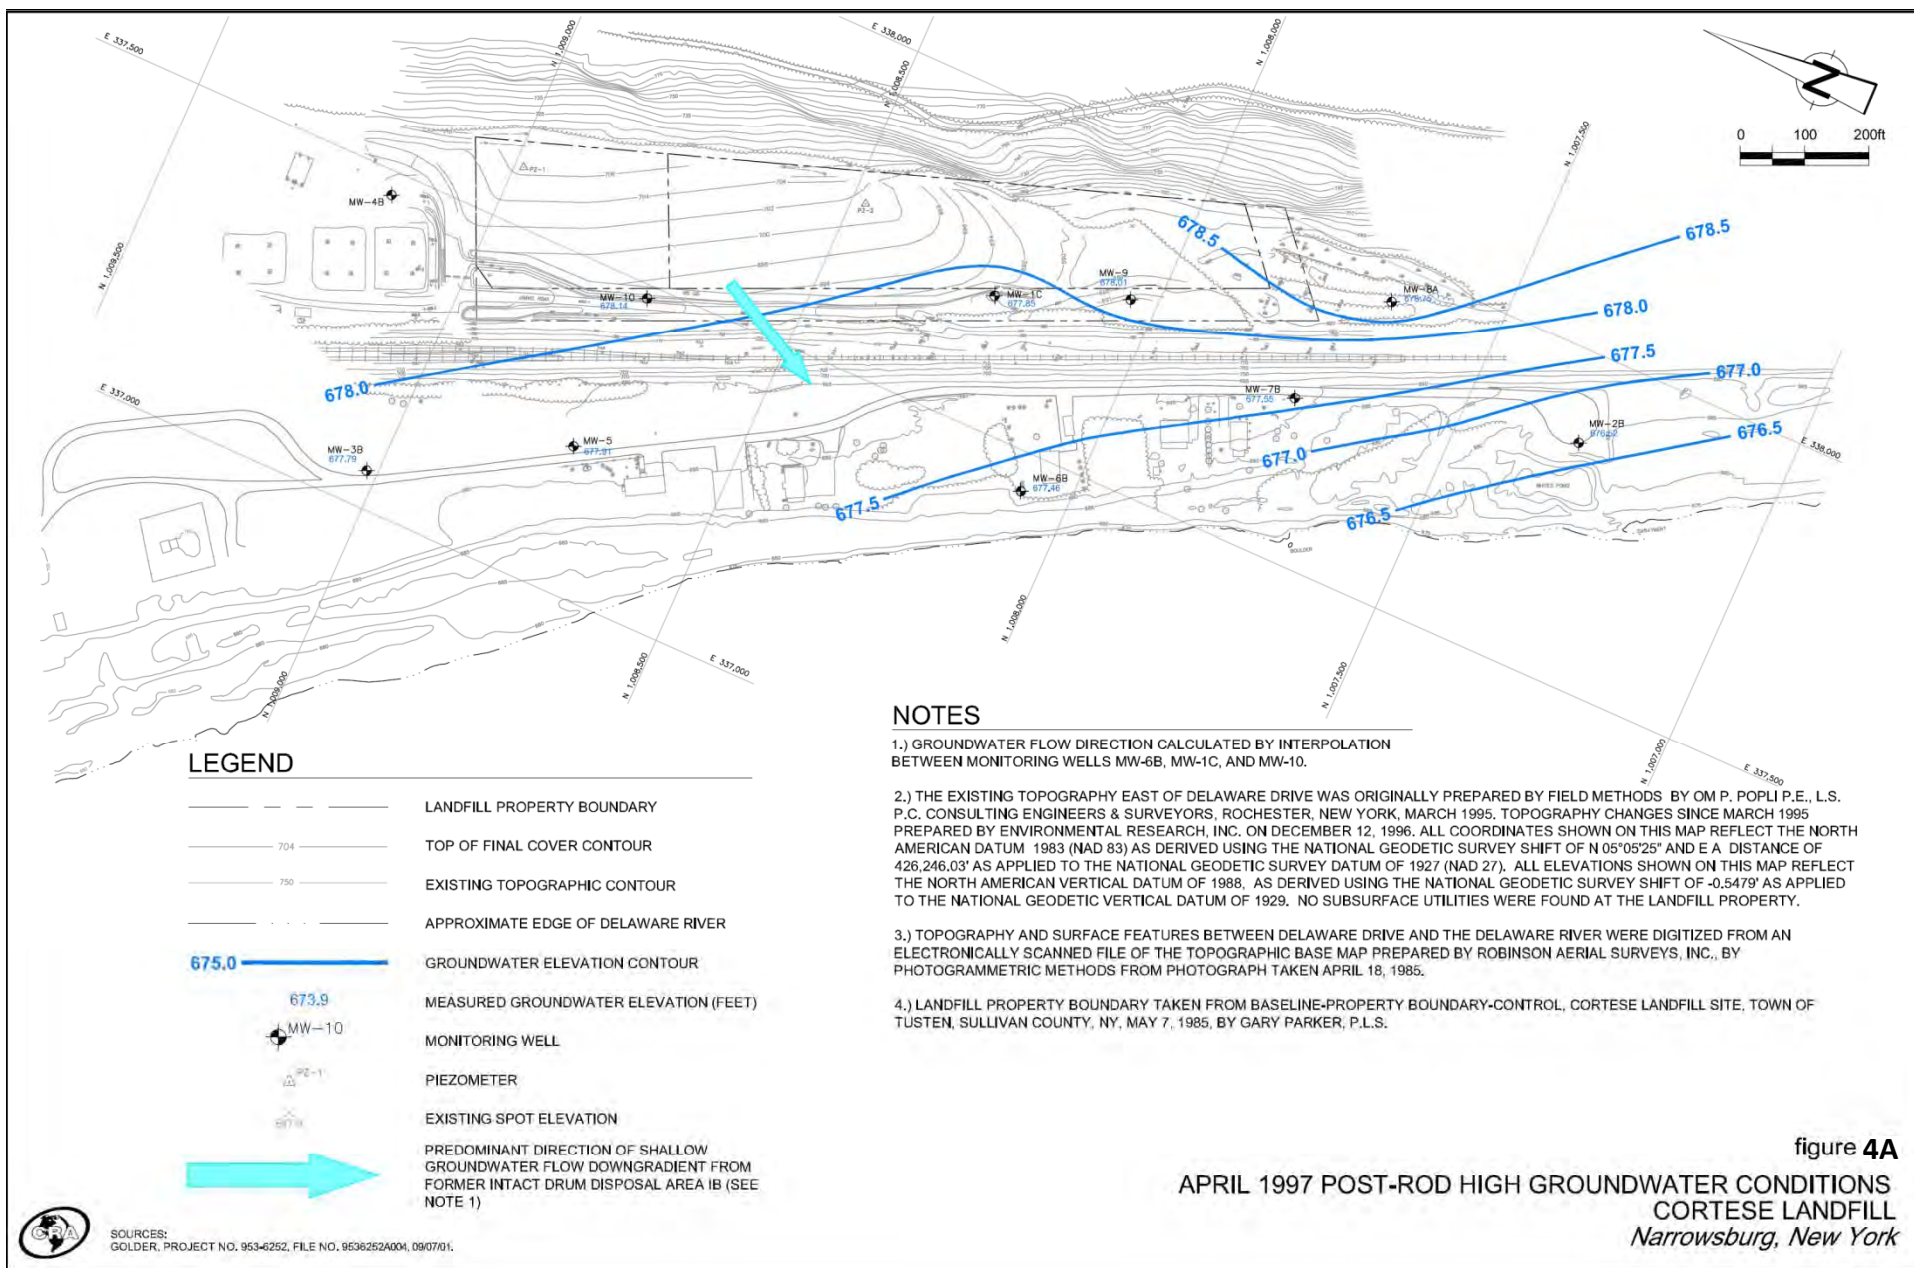 E 337,500
N 1,009,000
E 338,000
N 1,008,500
N 1,008,000
N
0 100 200ft
N 1,007,500
PZ-1
MW-4B
704
702
700
PZ-2
N 1,009,500
678.5
678.5
MW-9
678.01
MW-10
678.14
MW-1C
677.85
MW-8A
678.0
678.0
677.5
677.0
E 337,000
MW-7B
677.55
MW-3B
677.79
MW-5
677.91
MW-2B
676.52
676.5
677.0
E 338,000
MW-6B
677.46
677.5
676.5
BOULDER
N 1,008,000
E 337,000
N 1,009,000
N 1,008,500
N 1,007,500
N 1,007,000
E 337,500
LEGEND
LANDFILL PROPERTY BOUNDARY
704 TOP OF FINAL COVER CONTOUR
750 EXISTING TOPOGRAPHIC CONTOUR
APPROXIMATE EDGE OF DELAWARE RIVER
675.0 GROUNDWATER ELEVATION CONTOUR
673.9 MEASURED GROUNDWATER ELEVATION (FEET)
MW-10 MONITORING WELL
PZ-1 PIEZOMETER
EXISTING SPOT ELEVATION
PREDOMINANT DIRECTION OF SHALLOW
GROUNDWATER FLOW DOWNGRADIENT FROM
FORMER INTACT DRUM DISPOSAL AREA IB (SEE
NOTE 1)
NOTES
1.) GROUNDWATER FLOW DIRECTION CALCULATED BY INTERPOLATION
BETWEEN MONITORING WELLS MW-6B, MW-1C, AND MW-10.
2.) THE EXISTING TOPOGRAPHY EAST OF DELAWARE DRIVE WAS ORIGINALLY PREPARED BY FIELD METHODS BY OM P. POPLI P.E., L.S.
P.C. CONSULTING ENGINEERS & SURVEYORS, ROCHESTER, NEW YORK, MARCH 1995. TOPOGRAPHY CHANGES SINCE MARCH 1995
PREPARED BY ENVIRONMENTAL RESEARCH, INC. ON DECEMBER 12, 1996. ALL COORDINATES SHOWN ON THIS MAP REFLECT THE NORTH
AMERICAN DATUM 1983 (NAD 83) AS DERIVED USING THE NATIONAL GEODETIC SURVEY SHIFT OF N 05°05'25" AND E A DISTANCE OF
426,246.03' AS APPLIED TO THE NATIONAL GEODETIC SURVEY DATUM OF 1927 (NAD 27). ALL ELEVATIONS SHOWN ON THIS MAP REFLECT
THE NORTH AMERICAN VERTICAL DATUM OF 1988, AS DERIVED USING THE NATIONAL GEODETIC SURVEY SHIFT OF -0.5479' AS APPLIED
TO THE NATIONAL GEODETIC VERTICAL DATUM OF 1929. NO SUBSURFACE UTILITIES WERE FOUND AT THE LANDFILL PROPERTY.
3.) TOPOGRAPHY AND SURFACE FEATURES BETWEEN DELAWARE DRIVE AND THE DELAWARE RIVER WERE DIGITIZED FROM AN
ELECTRONICALLY SCANNED FILE OF THE TOPOGRAPHIC BASE MAP PREPARED BY ROBINSON AERIAL SURVEYS, INC., BY
PHOTOGRAMMETRIC METHODS FROM PHOTOGRAPH TAKEN APRIL 18, 1985.
4.) LANDFILL PROPERTY BOUNDARY TAKEN FROM BASELINE-PROPERTY BOUNDARY-CONTROL, CORTESE LANDFILL SITE, TOWN OF
TUSTEN, SULLIVAN COUNTY, NY, MAY 7, 1985, BY GARY PARKER, P.L.S.
figure 4A
APRIL 1997 POST-ROD HIGH GROUNDWATER CONDITIONS
CORTESE LANDFILL
Narrowsburg, New York
CRA
SOURCES:
GOLDER, PROJECT NO. 953-6252, FILE NO. 9536252A004, 09/07/01.